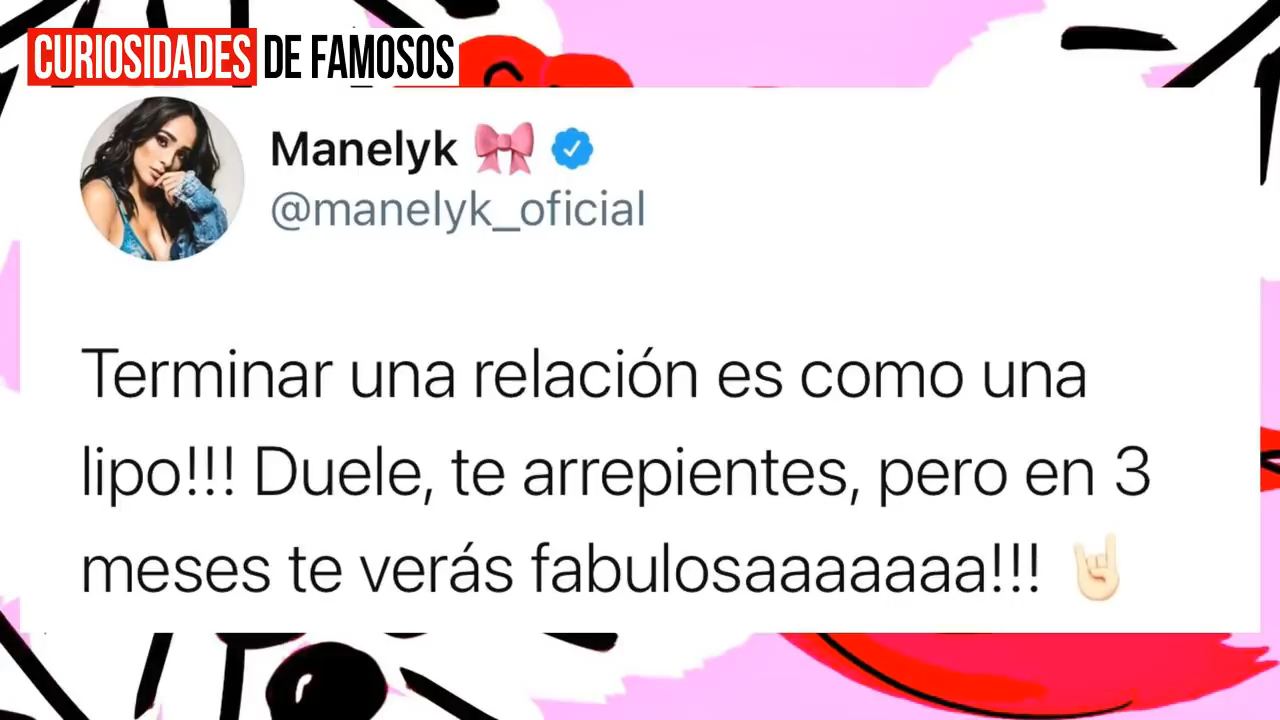 CURIOSIDADES DE FAMOSOS
Manelyk 🎀
@manelyk_oficial
Terminar una relación es como una
lipo!!! Duele, te arrepientes, pero en 3
meses te verás fabulosaaaaaaa!!! 🤘🏻